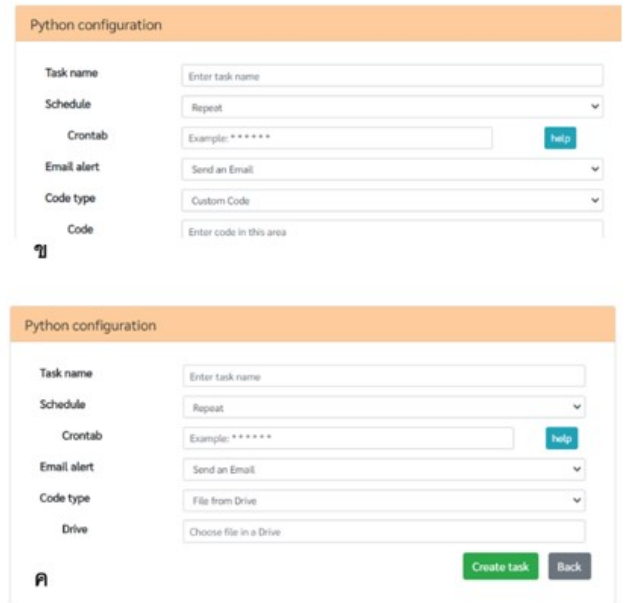 Python configuration
Task name Enter task name
Schedule Repeat
Crontab Example: * * * * * * help
Email alert Send an Email
Code type Custom Code
Code Enter code in this area
ข
Python configuration
Task name Enter task name
Schedule Repeat
Crontab Example: * * * * * * help
Email alert Send an Email
Code type File from Drive
Drive Choose file in a Drive
Create task Back
ค